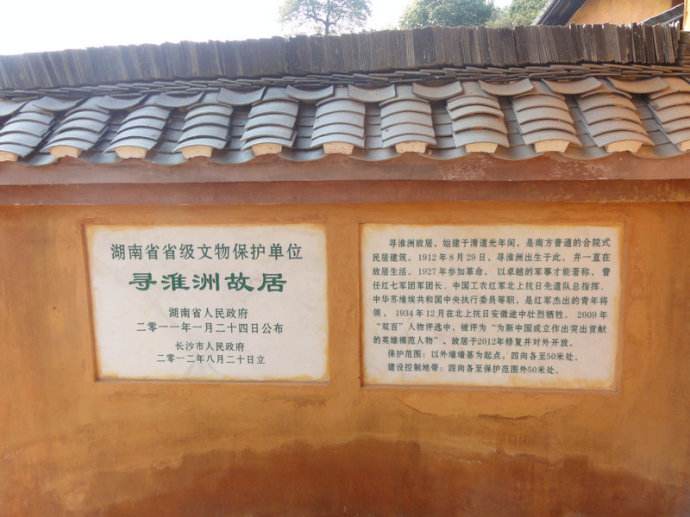 湖南省省级文物保护单位
寻淮洲故居
湖南省人民政府
二零一一年一月二十四日公布
长沙市人民政府
二零一二年八月二十日立
寻淮洲故居，始建于清道光年间，是南方普通的合院式
民居建筑。1912年8月29日，寻淮洲出生于此，并一直在
故居生活。1927年参加革命，以卓越的军事才能著称，曾
任红七军团军团长、中国工农红军北上抗日先遣队总指挥、
中华苏维埃共和国中央执行委员等职，是红军杰出的青年将
领。1934年12月在北上抗日安徽途中壮烈牺牲。2009年
“双百”人物评选中，被评为“为新中国成立作出突出贡献
的英雄模范人物”。故居于2012年修复并对外开放。
保护范围：以外墙墙基为起点，四向各至50米处。
建设控制地带：四向各至保护范围外50米处。